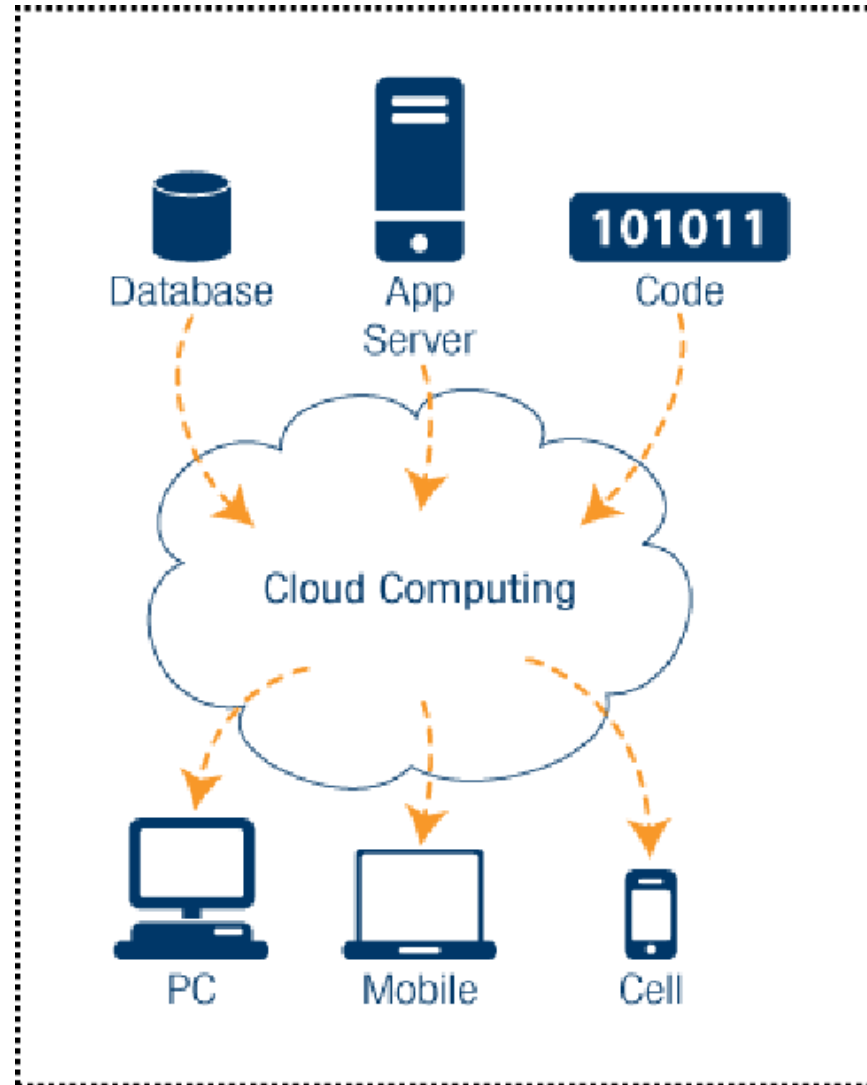 101011
Database
App
Server
Code
Cloud Computing
PC
Mobile
Cell